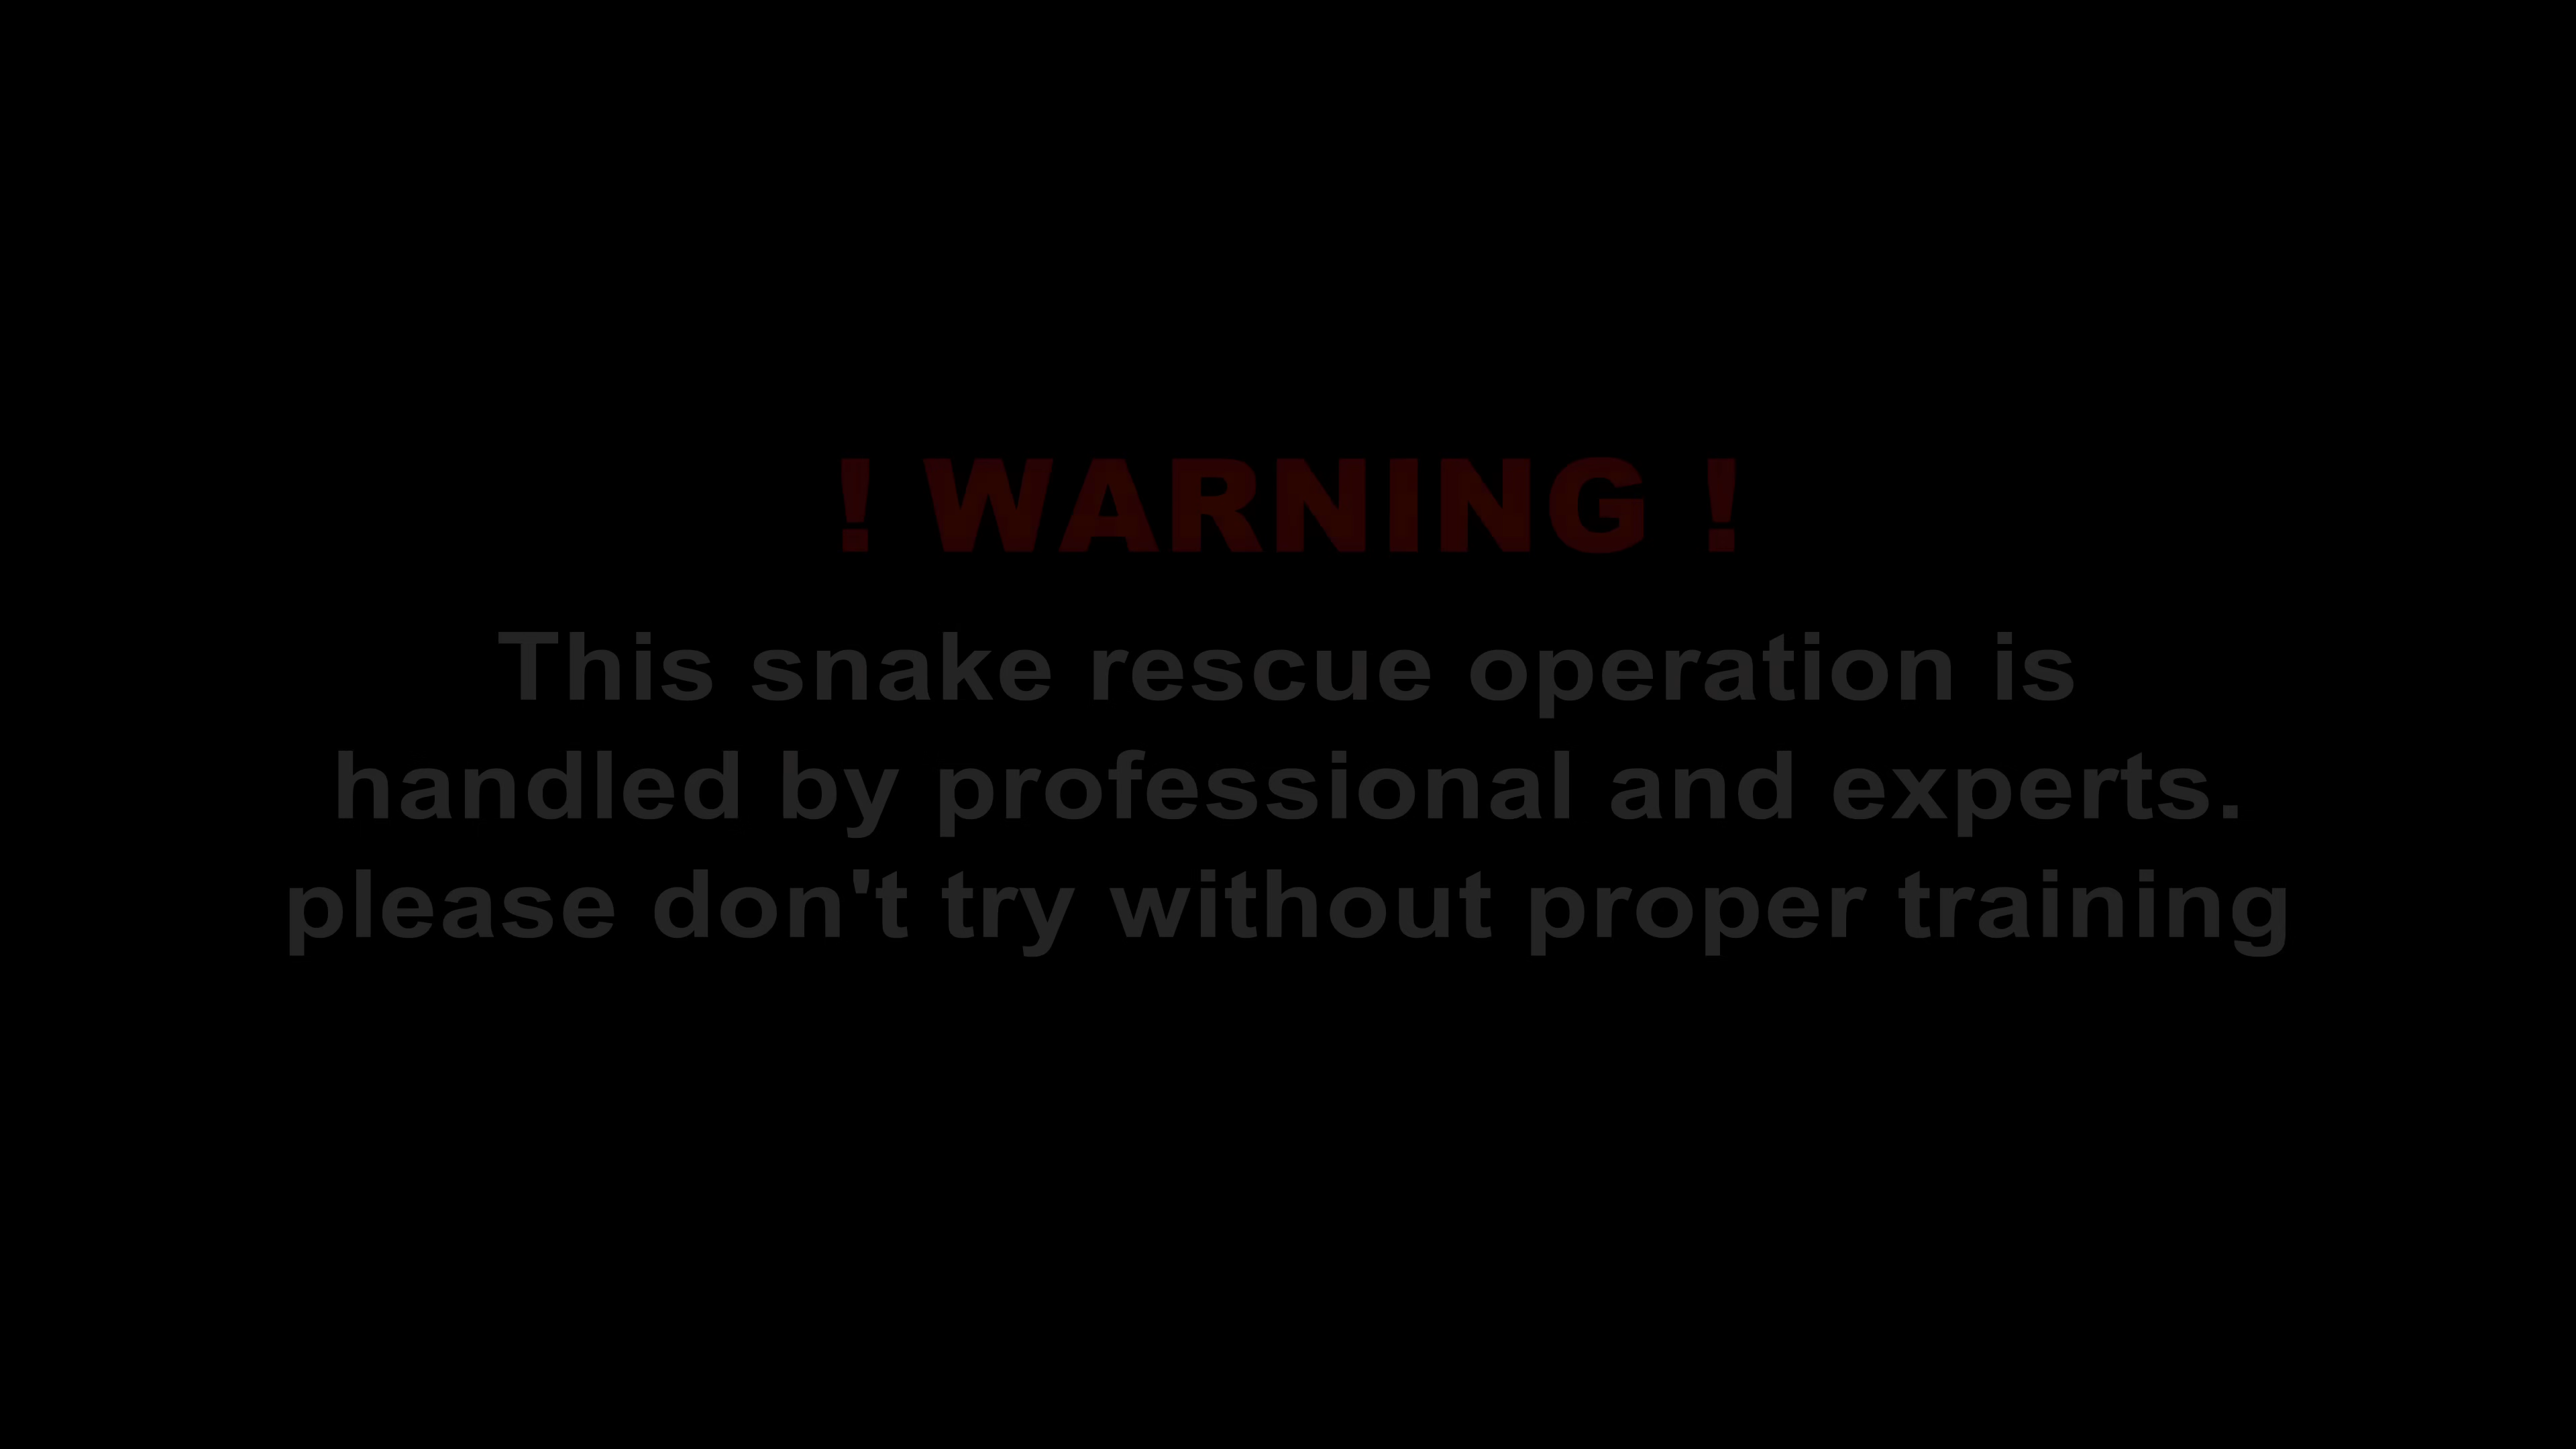 ! WARNING !
This snake rescue operation is
handled by professional and experts.
please don't try without proper training